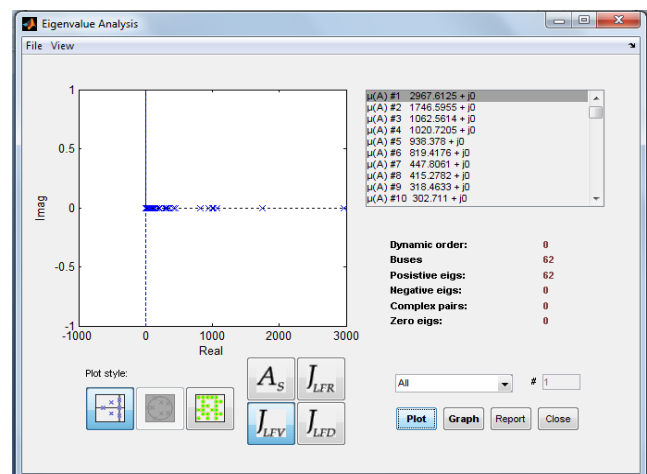 Eigenvalue Analysis
File View
1
0.5
0
-0.5
-1
-1000 0 1000 2000 3000
Imag
Real
μ(A) #1 2967.6125 + j0
μ(A) #2 1746.5955 + j0
μ(A) #3 1062.5614 + j0
μ(A) #4 1020.7205 + j0
μ(A) #5 938.378 + j0
μ(A) #6 819.4176 + j0
μ(A) #7 447.8061 + j0
μ(A) #8 415.2782 + j0
μ(A) #9 318.4633 + j0
μ(A) #10 302.711 + j0
Dynamic order: 0
Buses 62
Posistive eigs: 62
Negative eigs: 0
Complex pairs: 0
Zero eigs: 0
Plot style:
A_S J_LFR
J_LFV J_LFD
All # 1
Plot Graph Report Close